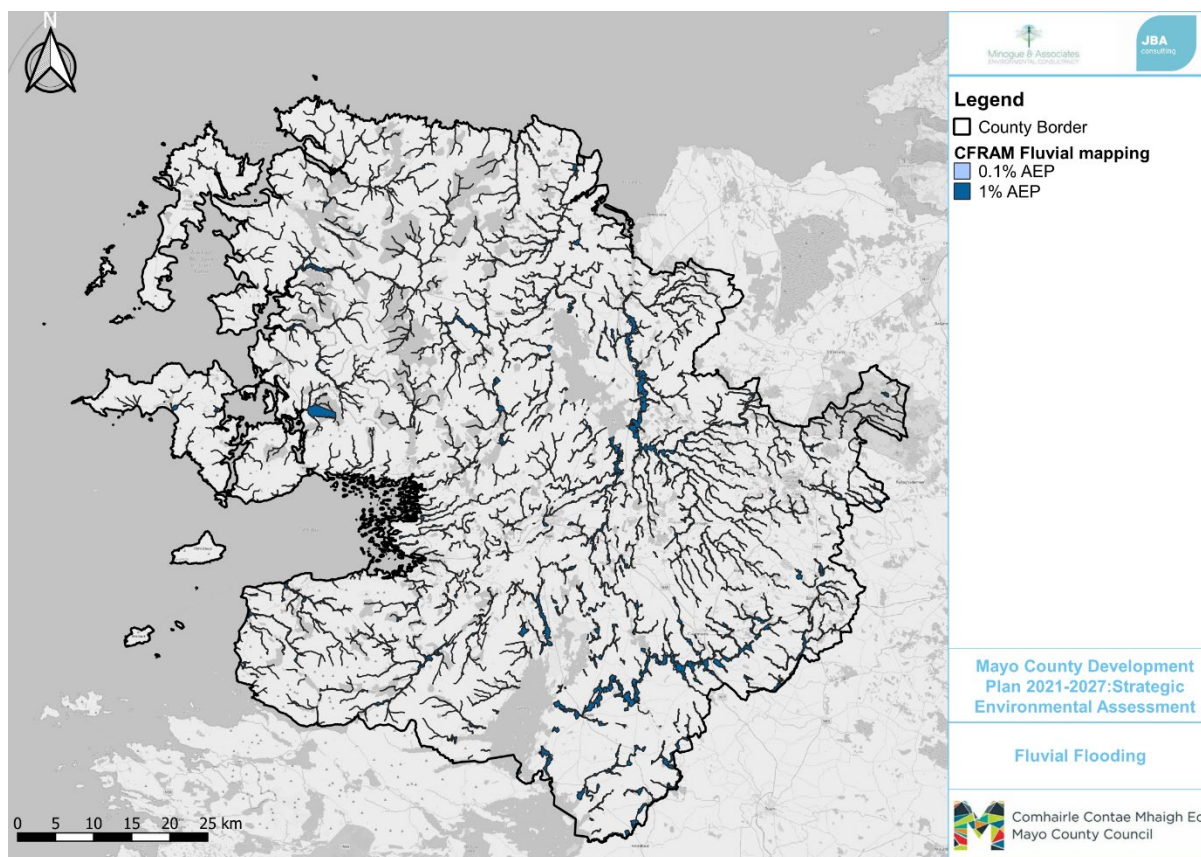 N
Minogue & Associates
ENVIRONMENTAL CONSULTANCY
JBA
consulting
Legend
County Border
CFRAM Fluvial mapping
0.1% AEP
1% AEP
Mayo County Development
Plan 2021-2027:Strategic
Environmental Assessment
Fluvial Flooding
Comhairle Contae Mhaigh Eo
Mayo County Council
0 5 10 15 20 25 km